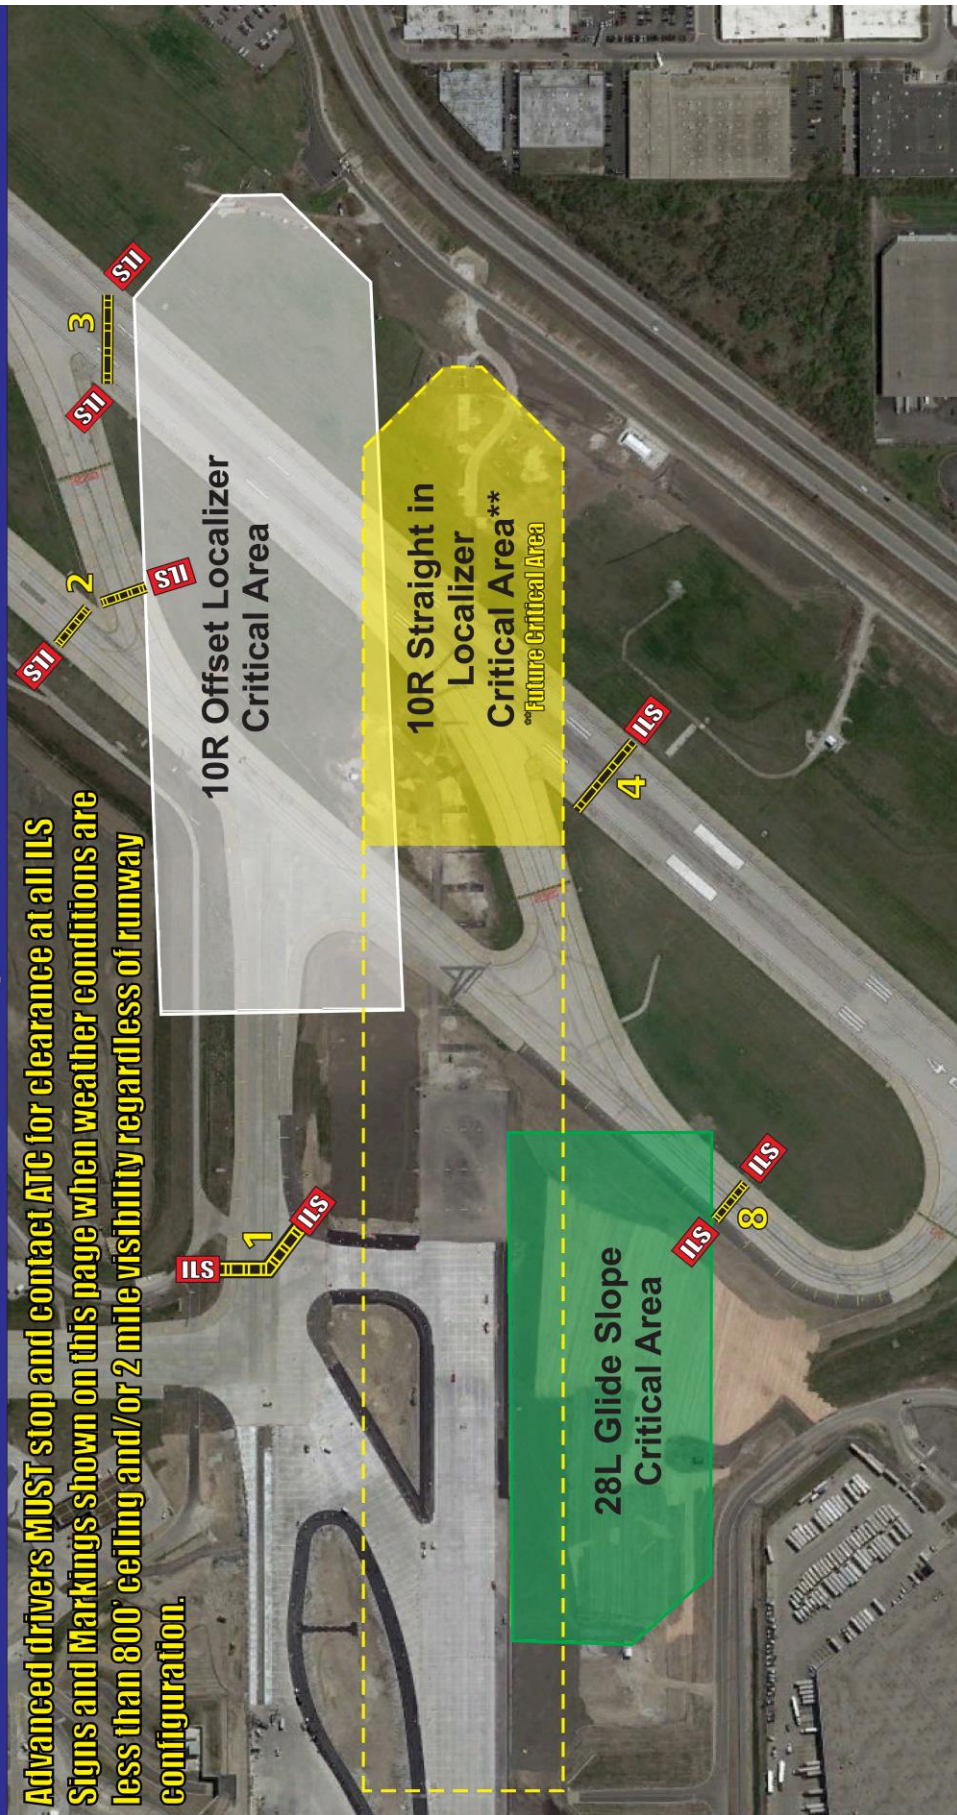 Advanced drivers MUST stop and contact ATC for clearance at all ILS
Signs and Markings shown on this page when weather conditions are
less than 800' ceiling and/or 2 mile visibility regardless of runway
configuration.
ILS
1
ILS
ILS
2
ILS
ILS
3
ILS
10R Offset Localizer
Critical Area
10R Straight in
Localizer
Critical Area**
**Future Critical Area
4
ILS
28L Glide Slope
Critical Area
ILS
8
ILS